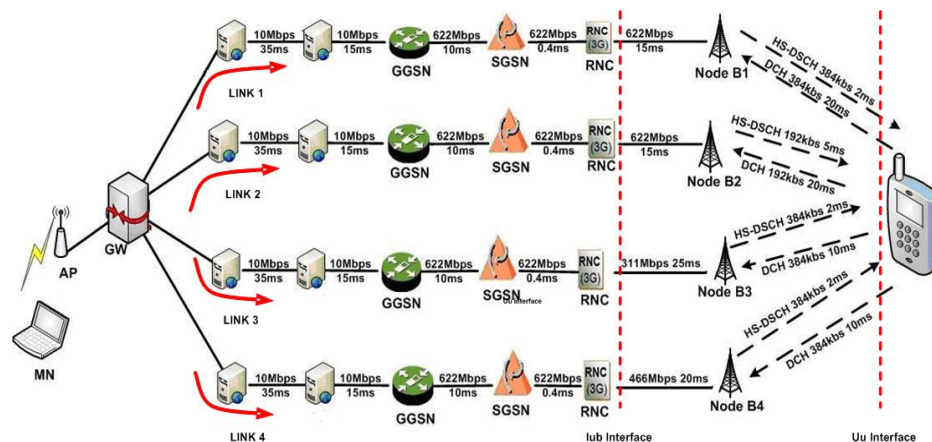 10Mbps 10Mbps 622Mbps 622Mbps RNC (3G) 622Mbps
35ms 15ms 10ms 0.4ms 15ms
GGSN SGSN RNC
LINK 1
Node B1
HS-DSCH 384kbs 2ms
DCH 384kbs 20ms
10Mbps 10Mbps 622Mbps 622Mbps RNC (3G) 622Mbps
35ms 15ms 10ms 0.4ms 15ms
GGSN SGSN RNC
LINK 2
Node B2
HS-DSCH 192kbs 5ms
DCH 192kbs 20ms
AP
GW
MN
10Mbps 10Mbps 622Mbps 622Mbps RNC (3G) 311Mbps 25ms
35ms 15ms 10ms 0.4ms
GGSN SGSN RNC
Uu Interface
LINK 3
Node B3
HS-DSCH 384kbs 2ms
DCH 384kbs 10ms
10Mbps 10Mbps 622Mbps 622Mbps RNC (3G) 466Mbps 20ms
35ms 15ms 10ms 0.4ms
GGSN SGSN RNC
LINK 4
Node B4
HS-DSCH 384kbs 2ms
DCH 384kbs 10ms
Iub Interface
Uu Interface